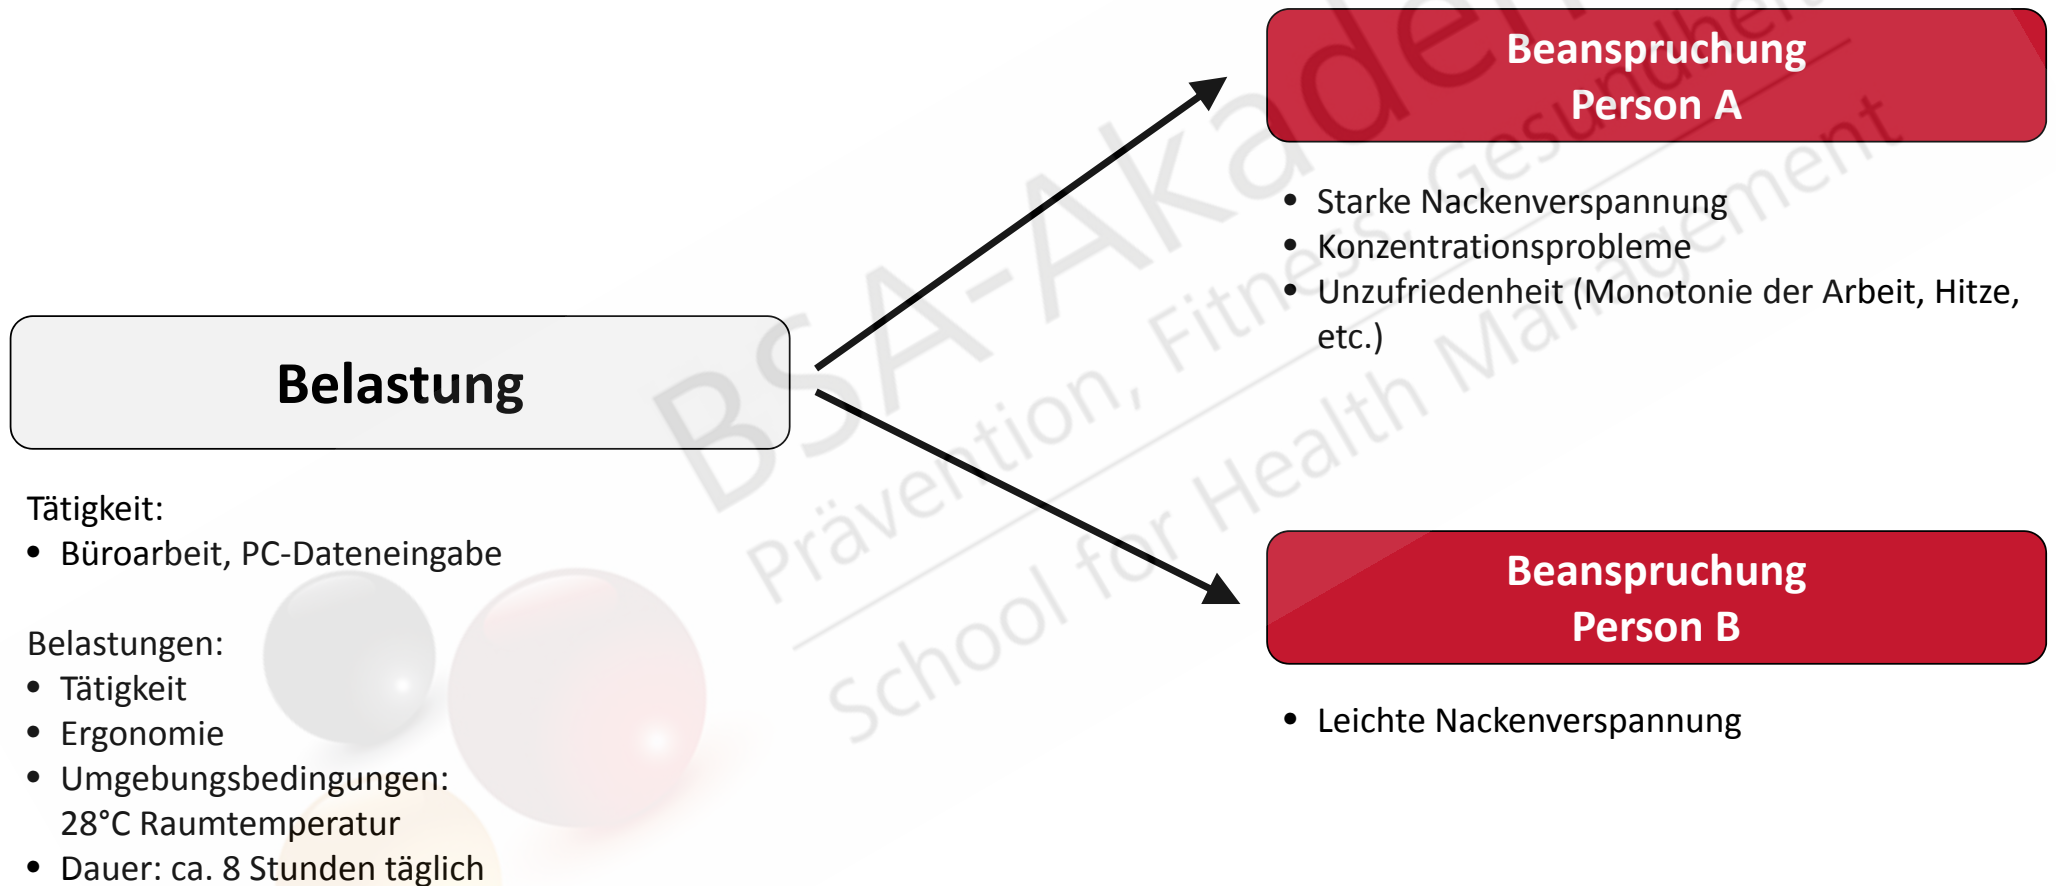 Belastung
Tätigkeit:
• Büroarbeit, PC-Dateneingabe
Belastungen:
• Tätigkeit
• Ergonomie
• Umgebungsbedingungen:
28°C Raumtemperatur
• Dauer: ca. 8 Stunden täglich
Beanspruchung
Person A
• Starke Nackenverspannung
• Konzentrationsprobleme
• Unzufriedenheit (Monotonie der Arbeit, Hitze,
etc.)
Beanspruchung
Person B
• Leichte Nackenverspannung
BSA-Akadem
Prävention, Fitness, Gesundheit
School for Health Management